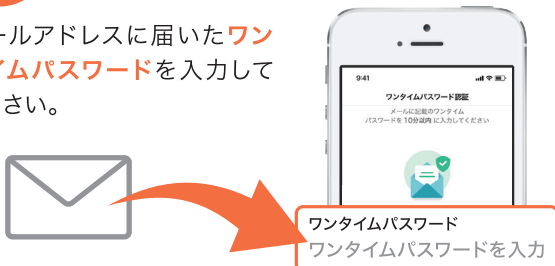 ールアドレスに届いたワン
イムパスワードを入力して
さい。
9:41
ワンタイムパスワード認証
メールに記載のワンタイム
パスワードを 10分以内 に入力してください
ワンタイムパスワード
ワンタイムパスワードを入力